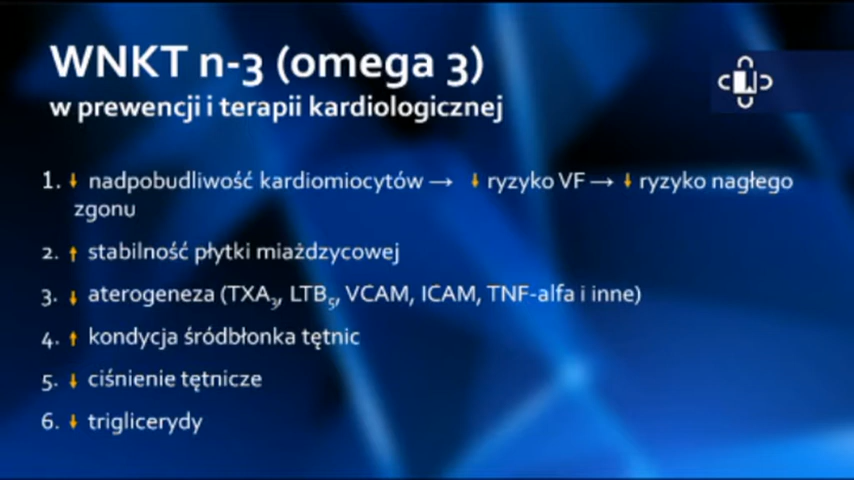 WNKT n-3 (omega 3)
w prewencji i terapii kardiologicznej
1. ↓ nadpobudliwość kardiomiocytów → ↓ ryzyko VF → ↓ ryzyko nagłego
zgonu
2. ↑ stabilność płytki miażdzycowej
3. ↓ aterogeneza (TXA₃, LTB₅, VCAM, ICAM, TNF-alfa i inne)
4. ↑ kondycja śródbłonka tętnic
5. ↓ ciśnienie tętnicze
6. ↓ triglicerydy